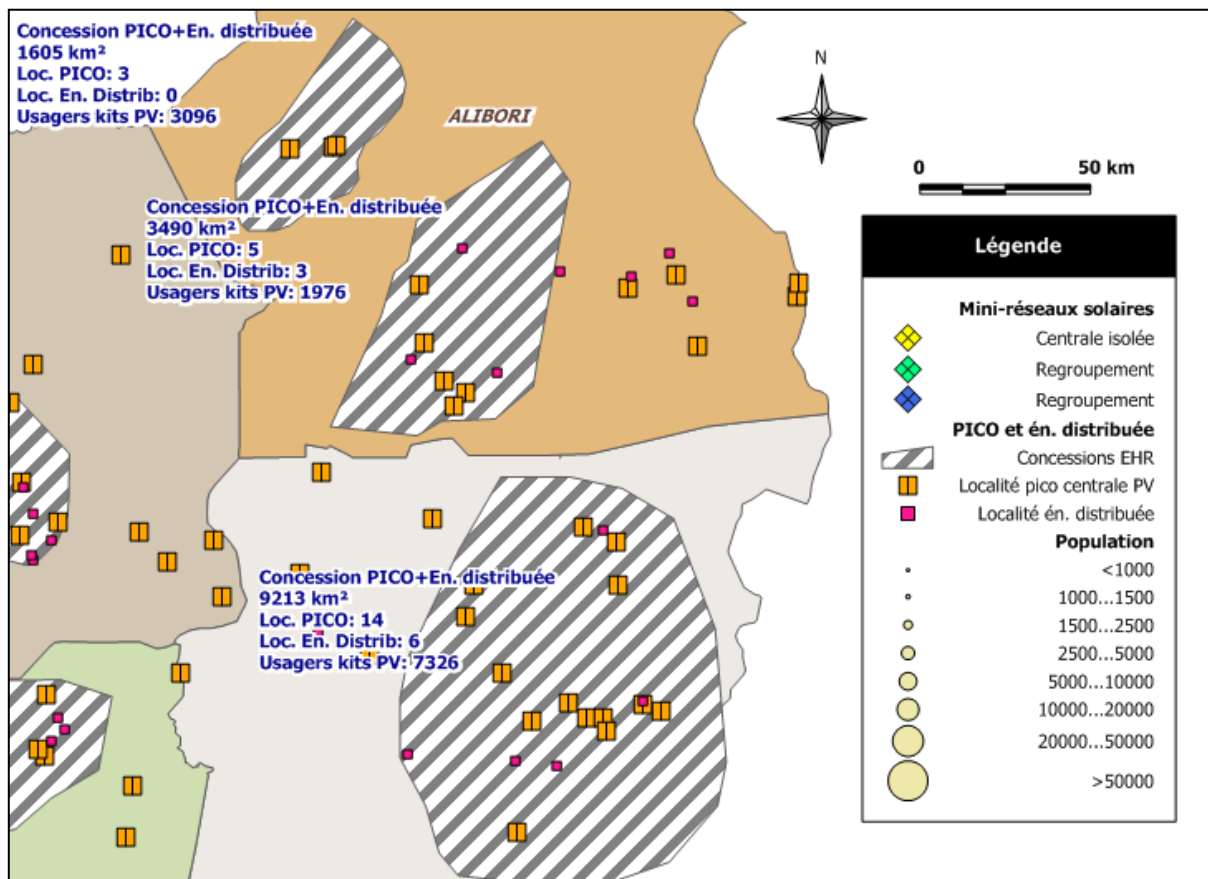 Concession PICO+En. distribuée
1605 km²
Loc. PICO: 3
Loc. En. Distrib: 0
Usagers kits PV: 3096
ALIBORI
N
Concession PICO+En. distribuée
3490 km²
Loc. PICO: 5
Loc. En. Distrib: 3
Usagers kits PV: 1976
0 50 km
Légende
Mini-réseaux solaires
Centrale isolée
Regroupement
Regroupement
PICO et én. distribuée
Concessions EHR
Localité pico centrale PV
Localité én. distribuée
Population
<1000
1000...1500
1500...2500
2500...5000
5000...10000
10000...20000
20000...50000
>50000
Concession PICO+En. distribuée
9213 km²
Loc. PICO: 14
Loc. En. Distrib: 6
Usagers kits PV: 7326